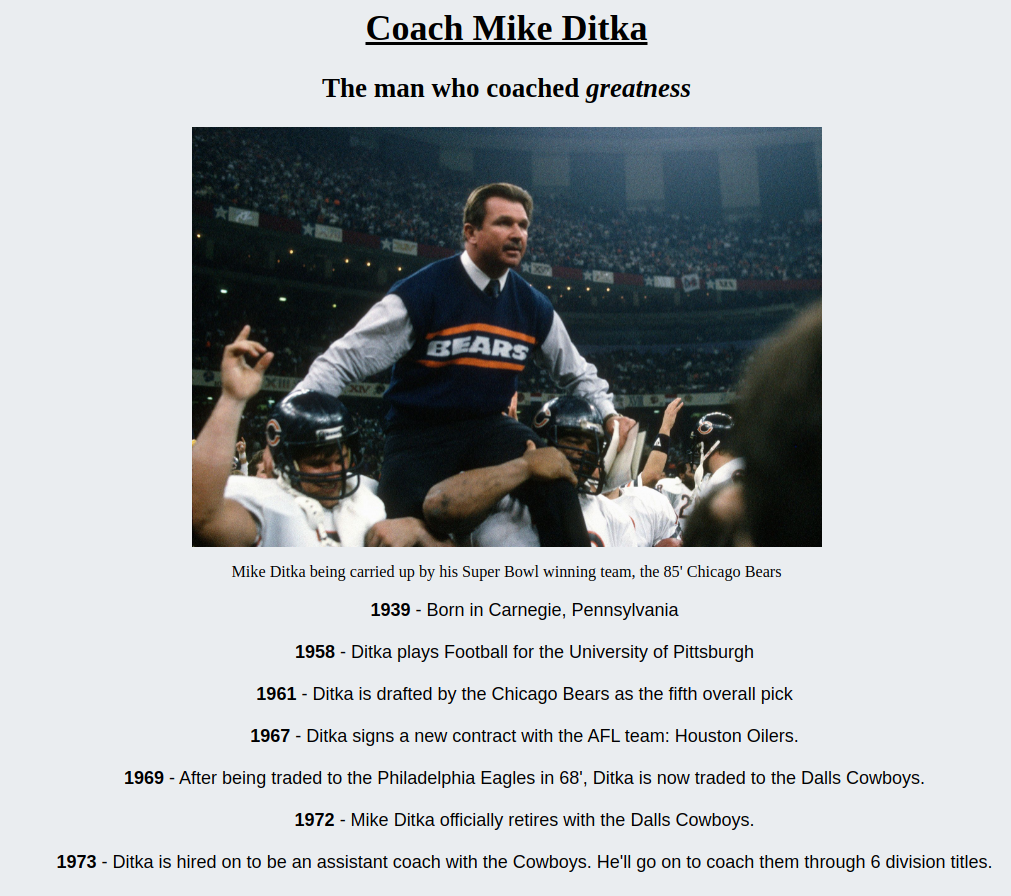 Coach Mike Ditka
The man who coached greatness
BEARS
XIII
XIV
Mike Ditka being carried up by his Super Bowl winning team, the 85' Chicago Bears
1939 - Born in Carnegie, Pennsylvania
1958 - Ditka plays Football for the University of Pittsburgh
1961 - Ditka is drafted by the Chicago Bears as the fifth overall pick
1967 - Ditka signs a new contract with the AFL team: Houston Oilers.
1969 - After being traded to the Philadelphia Eagles in 68', Ditka is now traded to the Dalls Cowboys.
1972 - Mike Ditka officially retires with the Dalls Cowboys.
1973 - Ditka is hired on to be an assistant coach with the Cowboys. He'll go on to coach them through 6 division titles.